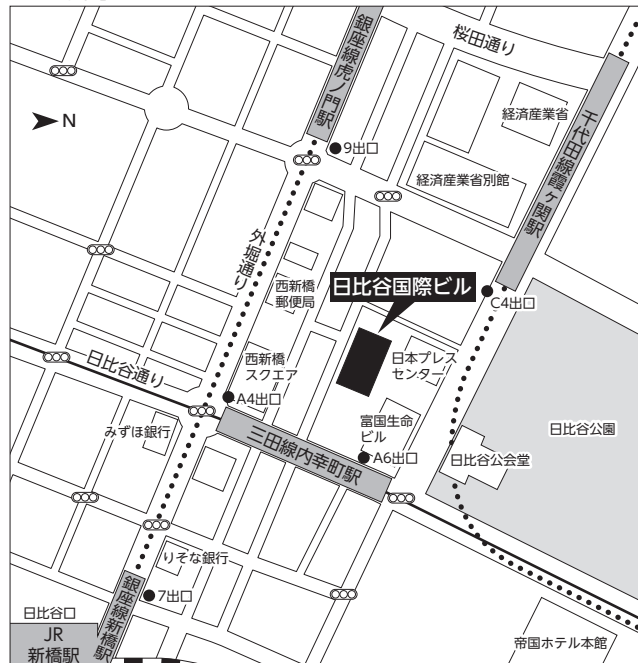 桜田通り
銀座線虎ノ門駅
千代田線霞ヶ関駅
経済産業省
N
9出口
経済産業省別館
外堀通り
西新橋
郵便局
日比谷国際ビル
C4出口
日比谷通り
西新橋
スクエア
日本プレス
センター
A4出口
みずほ銀行
富国生命
ビル
日比谷公園
三田線内幸町駅
A6出口
日比谷公会堂
りそな銀行
銀座線新橋駅
7出口
日比谷口
JR
新橋駅
帝国ホテル本館